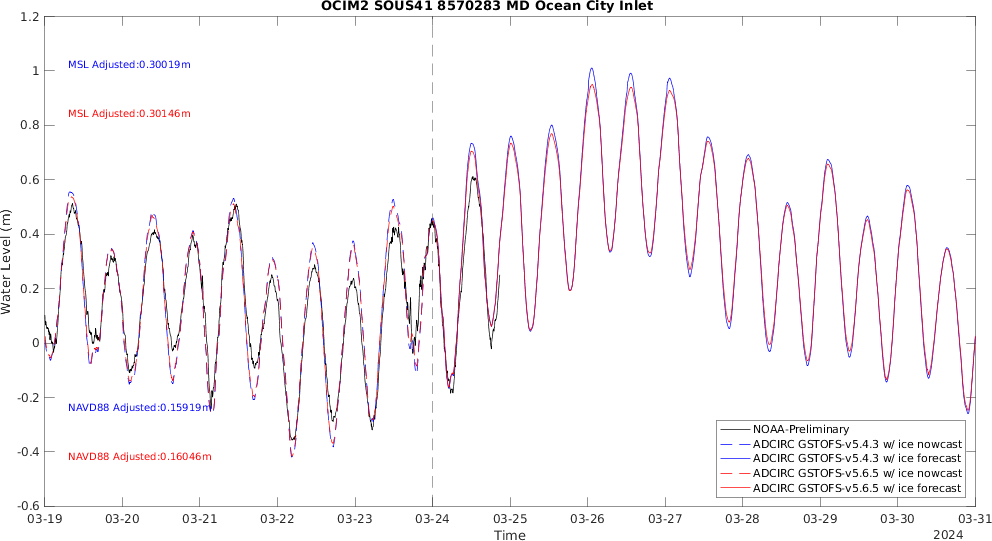 OCIM2 SOUS41 8570283 MD Ocean City Inlet
1.2
1
0.8
0.6
0.4
0.2
0
-0.2
-0.4
-0.6
Water Level (m)
MSL Adjusted:0.30019m
MSL Adjusted:0.30146m
NAVD88 Adjusted:0.15919m
NAVD88 Adjusted:0.16046m
NOAA-Preliminary
ADCIRC GSTOFS-v5.4.3 w/ ice nowcast
ADCIRC GSTOFS-v5.4.3 w/ ice forecast
ADCIRC GSTOFS-v5.6.5 w/ ice nowcast
ADCIRC GSTOFS-v5.6.5 w/ ice forecast
03-19 03-20 03-21 03-22 03-23 03-24 03-25 03-26 03-27 03-28 03-29 03-30 03-31
Time
2024